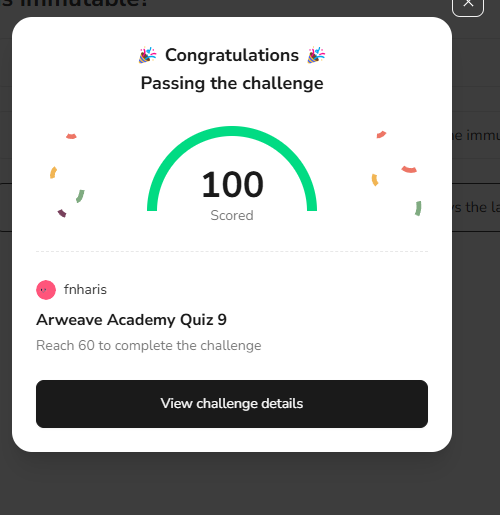 s immutable?
Congratulations
Passing the challenge
e immu
100
Scored
s the la
fnharis
Arweave Academy Quiz 9
Reach 60 to complete the challenge
View challenge details